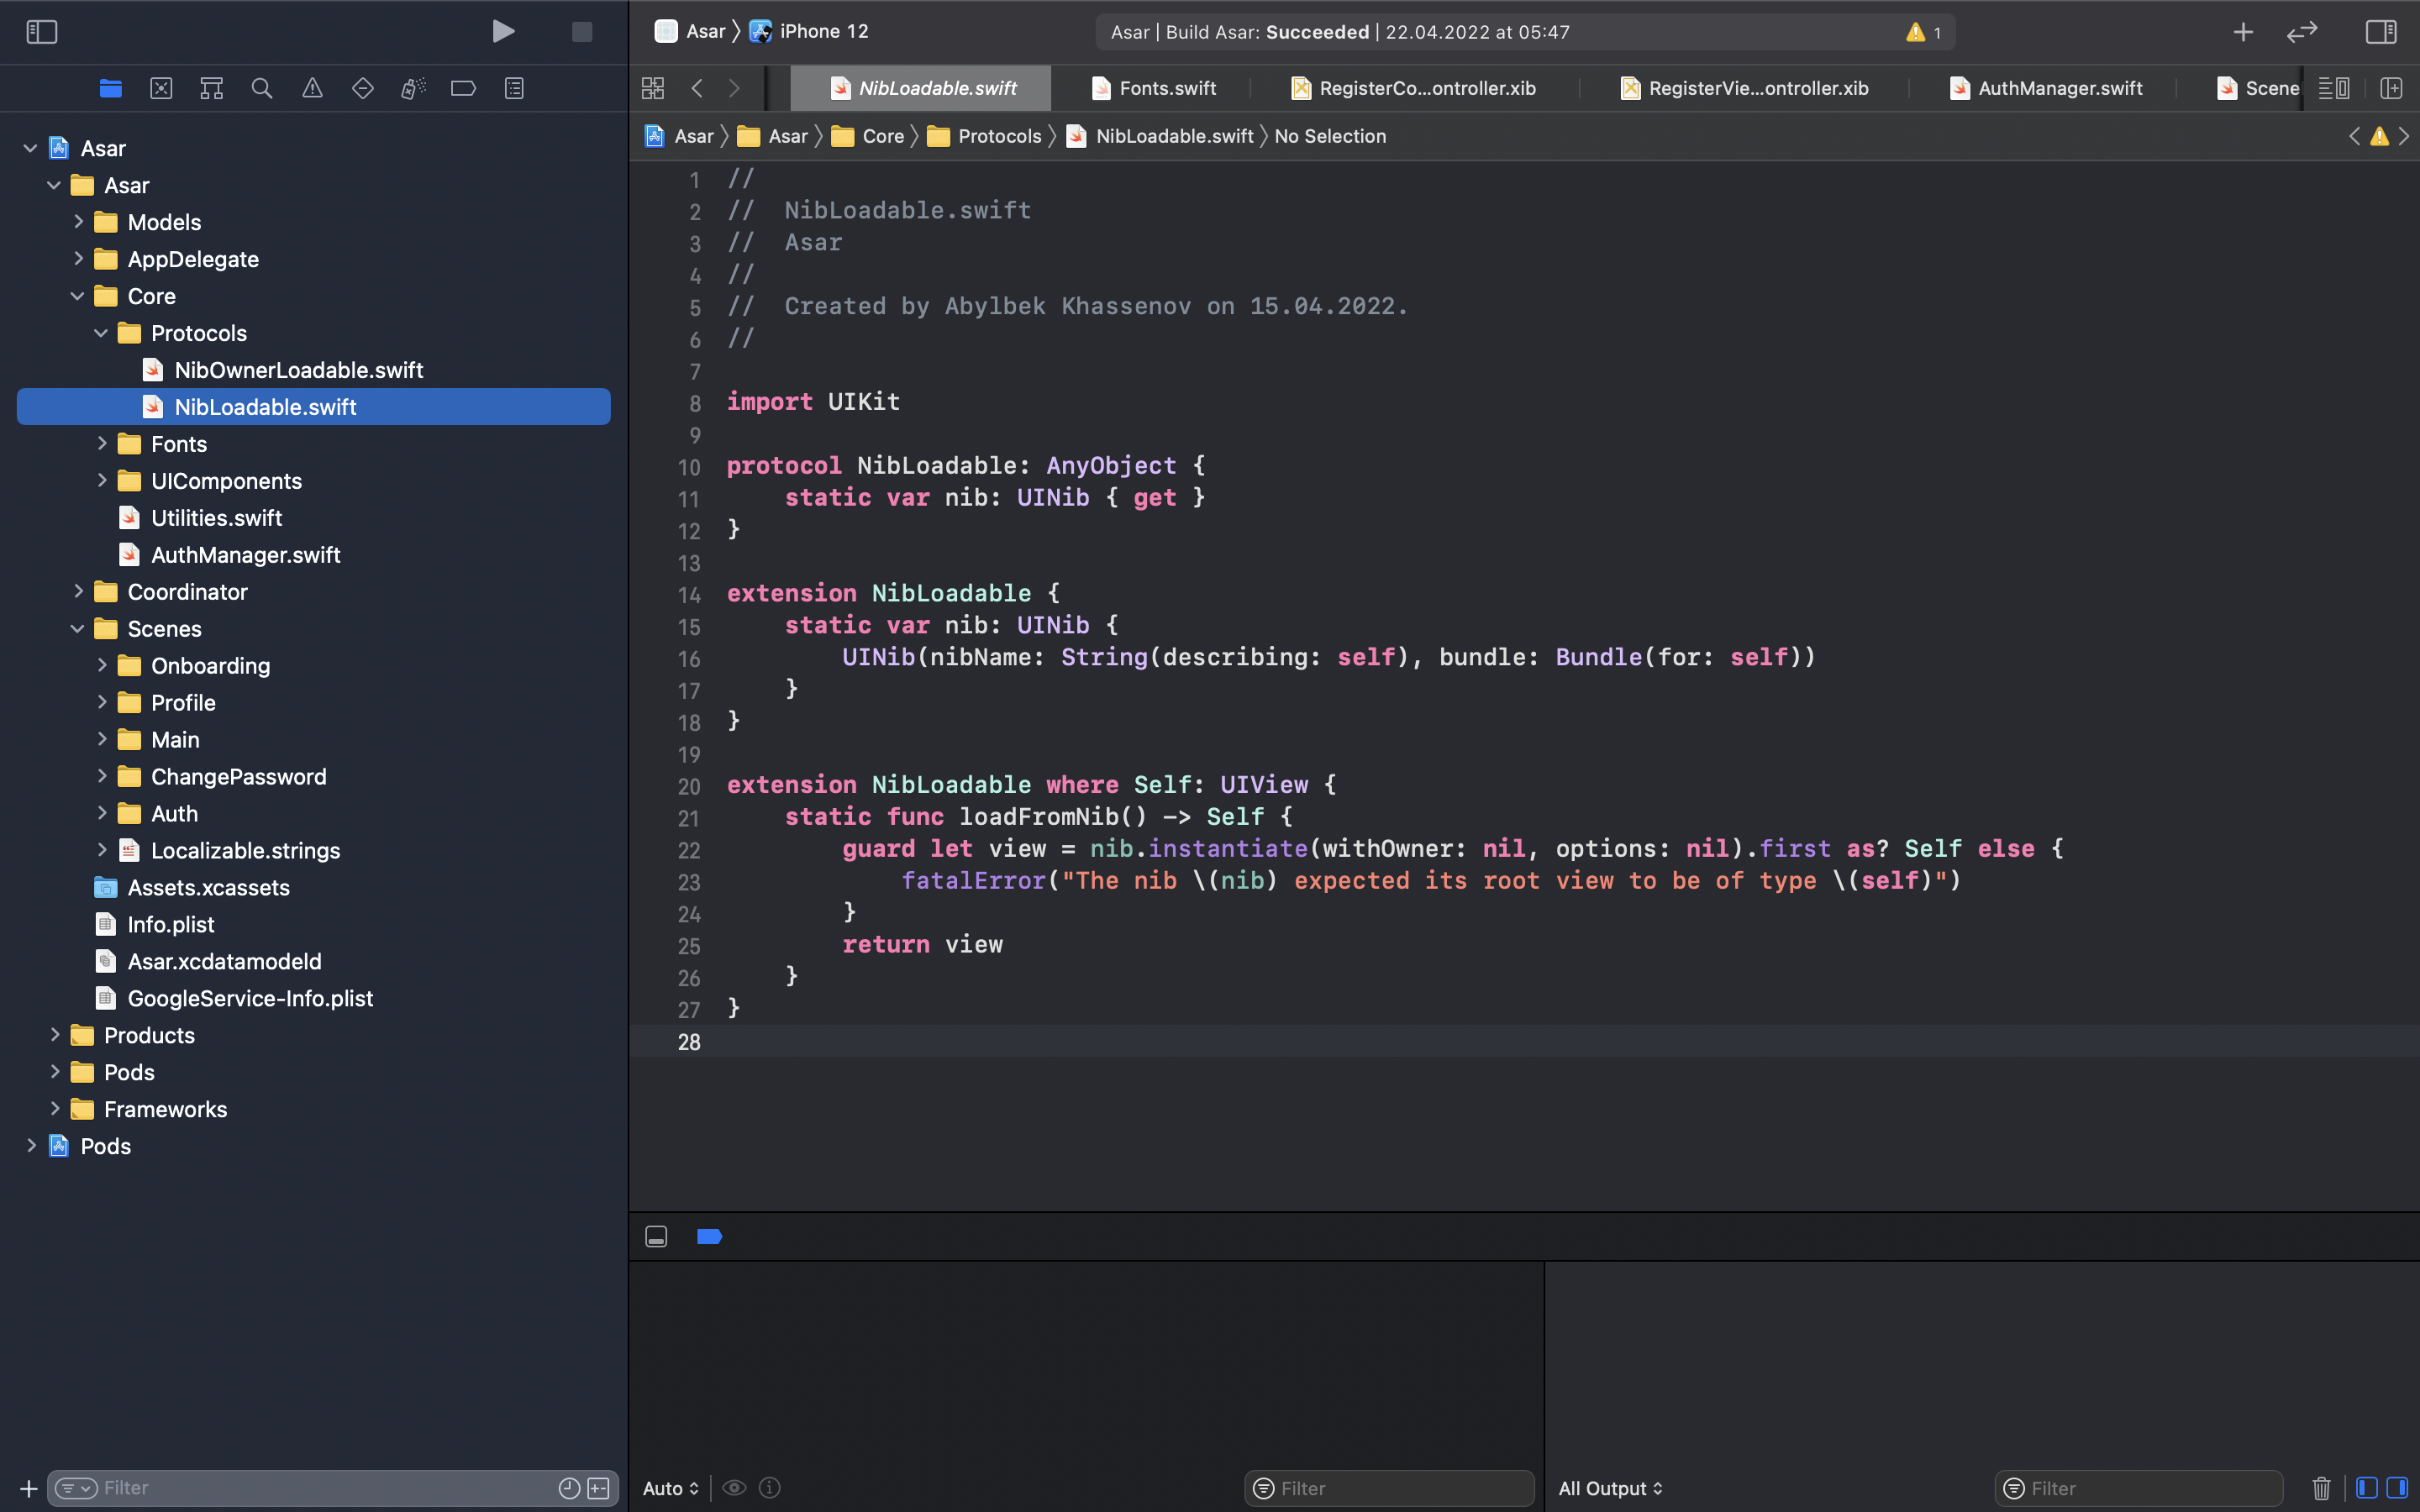 Asar
iPhone 12
Asar | Build Asar: Succeeded | 22.04.2022 at 05:47
1
NibLoadable.swift
Fonts.swift
RegisterCo...ontroller.xib
RegisterVie...ontroller.xib
AuthManager.swift
Scene
Asar
Asar
Core
Protocols
NibLoadable.swift
No Selection
Asar
Asar
Models
AppDelegate
Core
Protocols
NibOwnerLoadable.swift
NibLoadable.swift
Fonts
UIComponents
Utilities.swift
AuthManager.swift
Coordinator
Scenes
Onboarding
Profile
Main
ChangePassword
Auth
Localizable.strings
Assets.xcassets
Info.plist
Asar.xcdatamodeld
GoogleService-Info.plist
Products
Pods
Frameworks
Pods
Filter
1 //
2 //  NibLoadable.swift
3 //  Asar
4 //
5 //  Created by Abylbek Khassenov on 15.04.2022.
6 //
7
8 import UIKit
9
10 protocol NibLoadable: AnyObject {
11     static var nib: UINib { get }
12 }
13
14 extension NibLoadable {
15     static var nib: UINib {
16         UINib(nibName: String(describing: self), bundle: Bundle(for: self))
17     }
18 }
19
20 extension NibLoadable where Self: UIView {
21     static func loadFromNib() -> Self {
22         guard let view = nib.instantiate(withOwner: nil, options: nil).first as? Self else {
23             fatalError("The nib \(nib) expected its root view to be of type \(self)")
24         }
25         return view
26     }
27 }
28
Auto
Filter
All Output
Filter